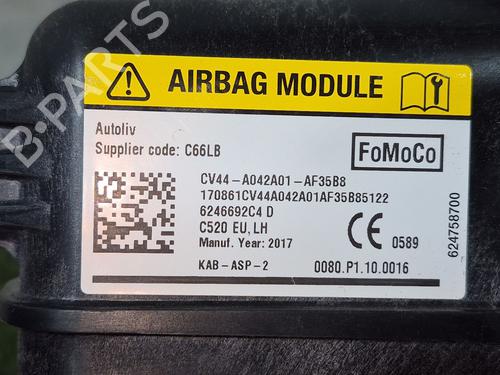 B-PARTS
AIRBAG MODULE
Autoliv
Supplier code: C66LB
FoMoCo
CV44-A042A01-AF35B8
170861CV44A042A01AF35B85122
6246692C4 D
C520 EU, LH
Manuf. Year: 2017
CE 0589
KAB-ASP-2 0080.P1.10.0016
624758700